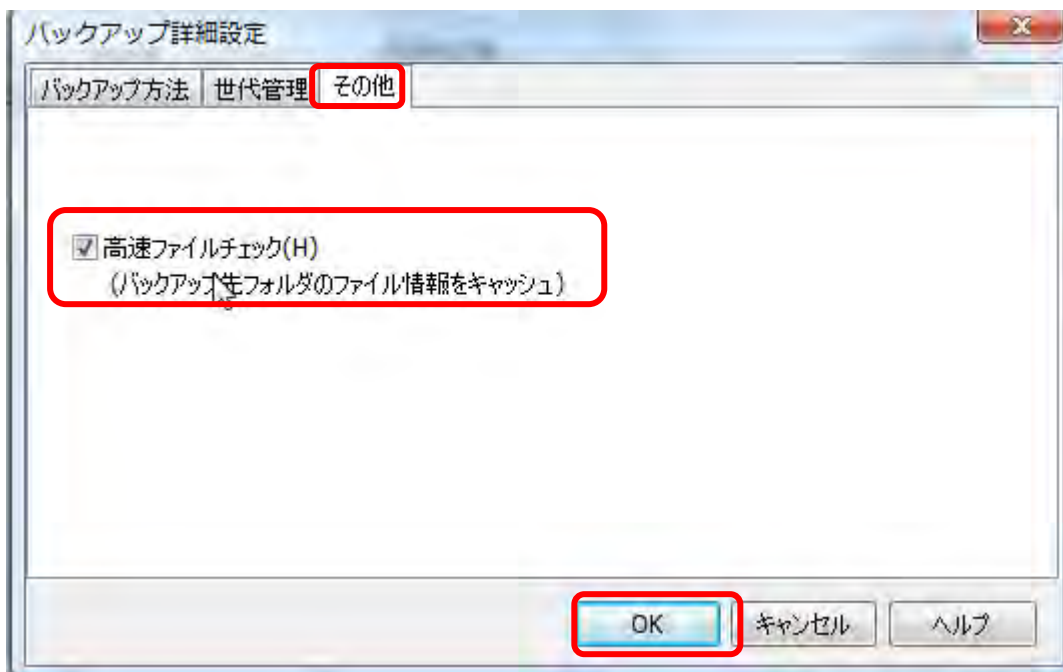 バックアップ詳細設定
バックアップ方法 世代管理 その他
高速ファイルチェック(H)
(バックアップ先フォルダのファイル情報をキャッシュ)
OK キャンセル ヘルプ